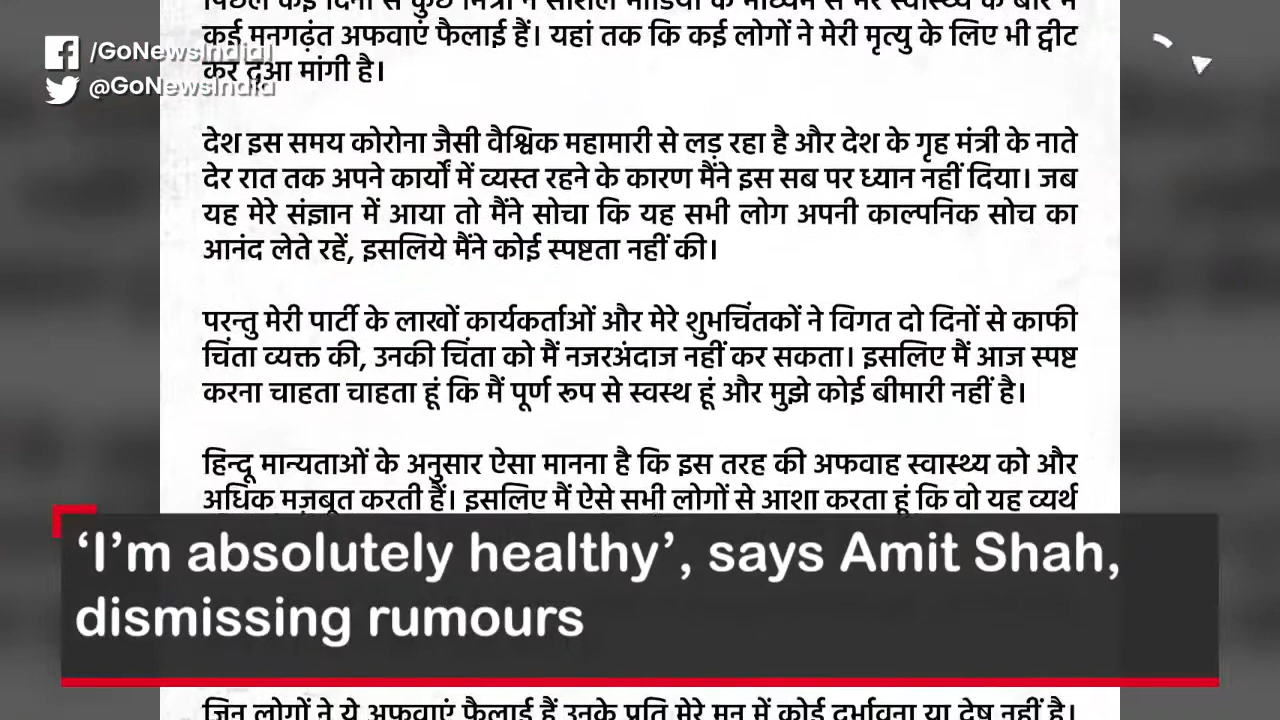 पिछले कई दिनों से कुछ मित्रों ने सोशल मीडिया के माध्यम से मेरे स्वास्थ्य के बारे में
कई मनगढ़ंत अफवाएं फैलाई हैं। यहां तक कि कई लोगों ने मेरी मृत्यु के लिए भी ट्वीट
कर दुआ मांगी है।
/GoNewsIndia
@GoNewsIndia
देश इस समय कोरोना जैसी वैश्विक महामारी से लड़ रहा है और देश के गृह मंत्री के नाते
देर रात तक अपने कार्यों में व्यस्त रहने के कारण मैंने इस सब पर ध्यान नहीं दिया। जब
यह मेरे संज्ञान में आया तो मैंने सोचा कि यह सभी लोग अपनी काल्पनिक सोच का
आनंद लेते रहें, इसलिये मैंने कोई स्पष्टता नहीं की।
परन्तु मेरी पार्टी के लाखों कार्यकर्ताओं और मेरे शुभचिंतकों ने विगत दो दिनों से काफी
चिंता व्यक्त की, उनकी चिंता को मैं नजरअंदाज नहीं कर सकता। इसलिए मैं आज स्पष्ट
करना चाहता चाहता हूं कि मैं पूर्ण रूप से स्वस्थ हूं और मुझे कोई बीमारी नहीं है।
हिन्दू मान्यताओं के अनुसार ऐसा मानना है कि इस तरह की अफवाह स्वास्थ्य को और
अधिक मज़बूत करती हैं। इसलिए मैं ऐसे सभी लोगों से आशा करता हूं कि वो यह व्यर्थ
‘I’m absolutely healthy’, says Amit Shah,
dismissing rumours
जिन लोगों ने ये अफवाएं फैलाई हैं उनके प्रति मेरे मन में कोई दुर्भावना या द्वेष नहीं है।